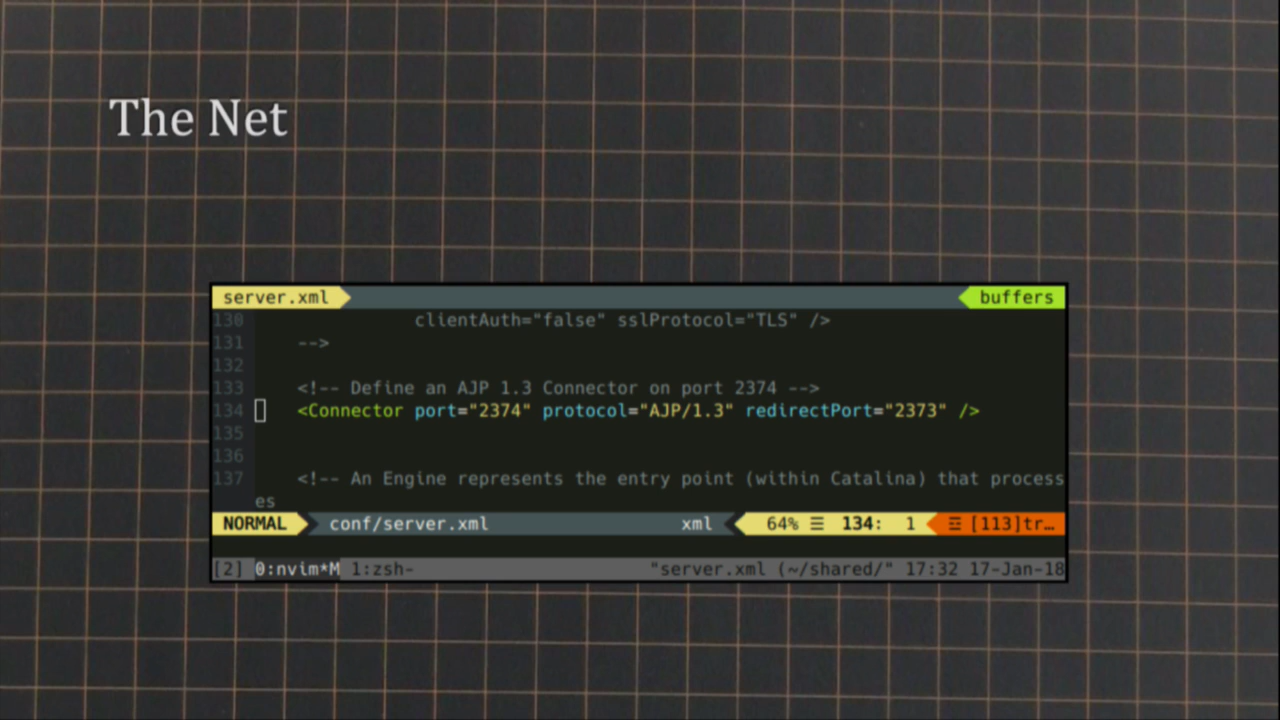 The Net
server.xml buffers
130 clientAuth="false" sslProtocol="TLS" />
131 -->
132
133 <!-- Define an AJP 1.3 Connector on port 2374 -->
134 <Connector port="2374" protocol="AJP/1.3" redirectPort="2373" />
135
136
137 <!-- An Engine represents the entry point (within Catalina) that process
es
NORMAL conf/server.xml xml 64% ☰ 134: 1 ☲ [113]tr…
[2] 0:nvim*M 1:zsh- "server.xml (~/shared/" 17:32 17-Jan-18